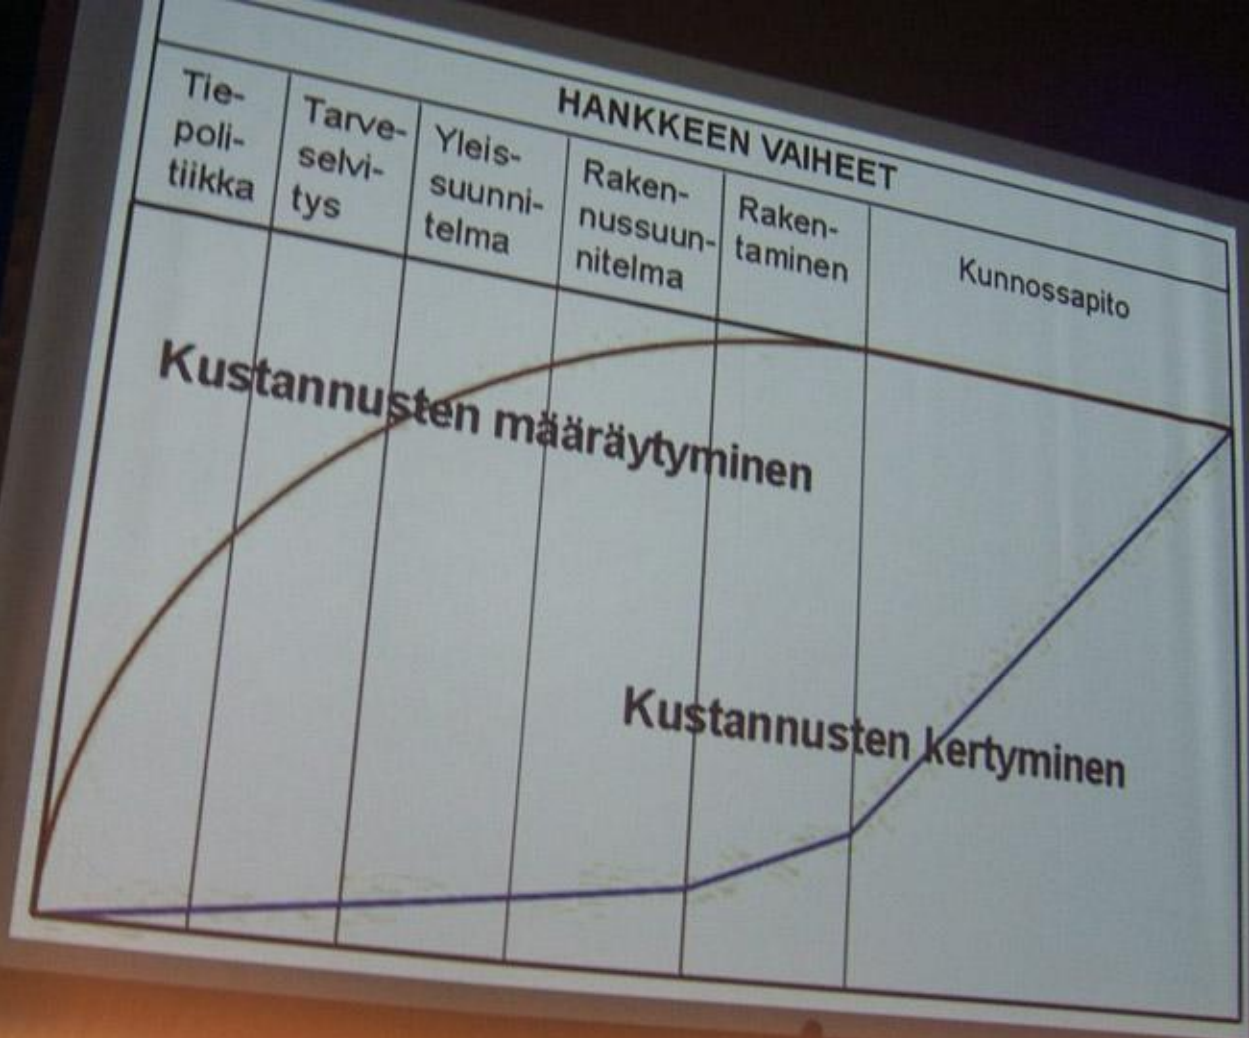 HANKKEEN VAIHEET
Tie-
poli-
tiikka
Tarve-
selvi-
tys
Yleis-
suunni-
telma
Raken-
nussuun-
nitelma
Raken-
taminen
Kunnossapito
Kustannusten määräytyminen
Kustannusten kertyminen